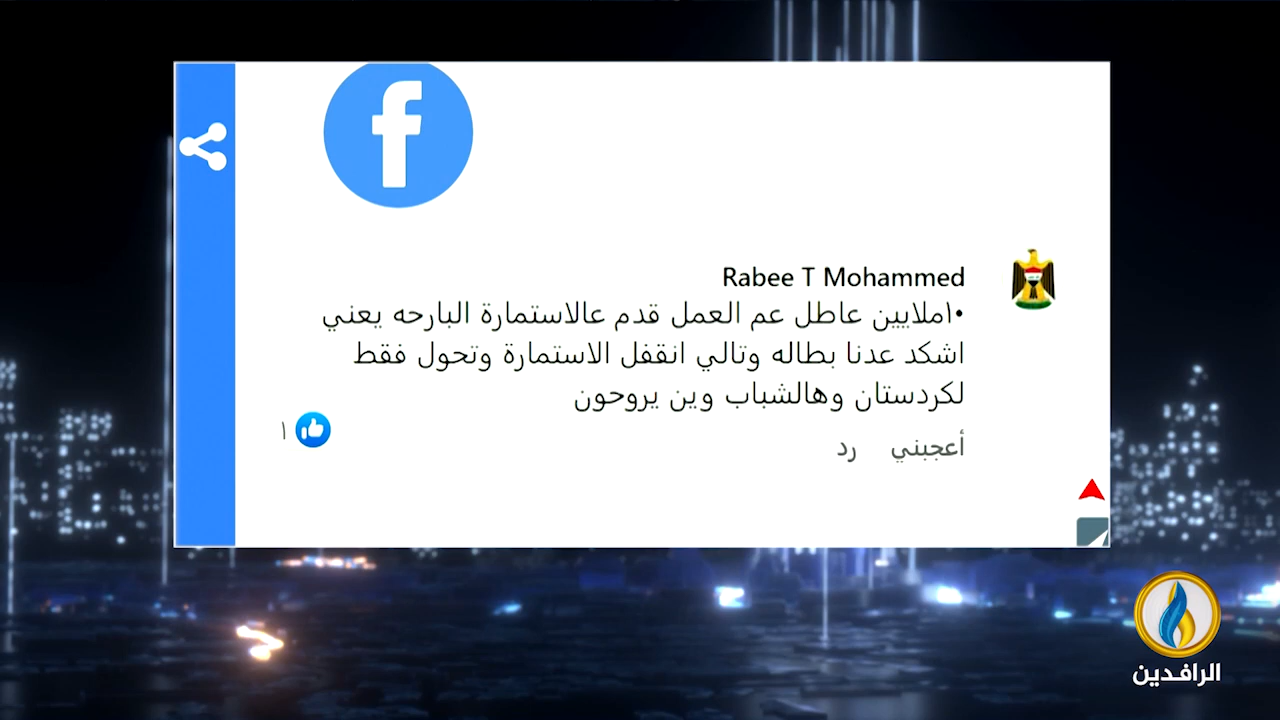 Rabee T Mohammed
١٠ملايين عاطل عم العمل قدم عالاستمارة البارحه يعني
اشكد عدنا بطاله وتالي انقفل الاستمارة وتحول فقط
لكردستان وهالشباب وين يروحون
أعجبني رد
١
الرافدين